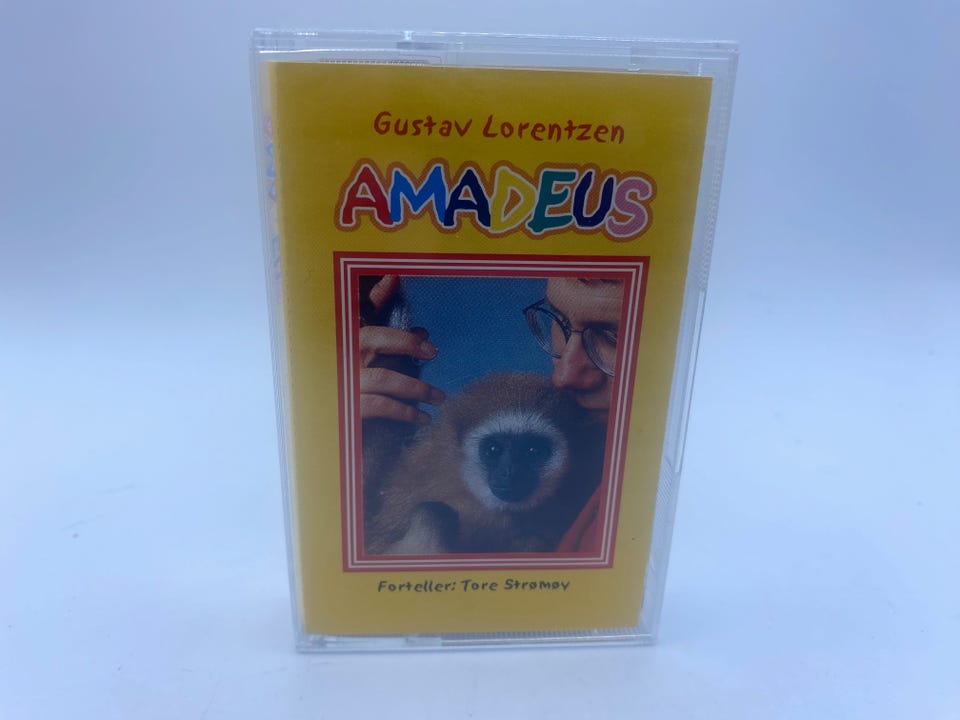 Gustav Lorentzen
AMADEUS
Forteller: Tore Strømøy